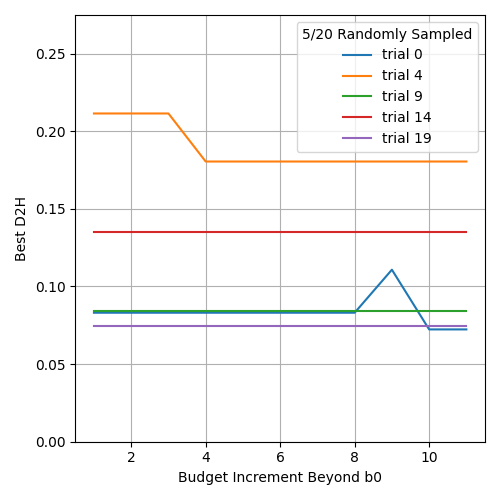 5/20 Randomly Sampled
trial 0
trial 4
trial 9
trial 14
trial 19
0.25
0.20
0.15
0.10
0.05
0.00
Best D2H
2 4 6 8 10
Budget Increment Beyond b0